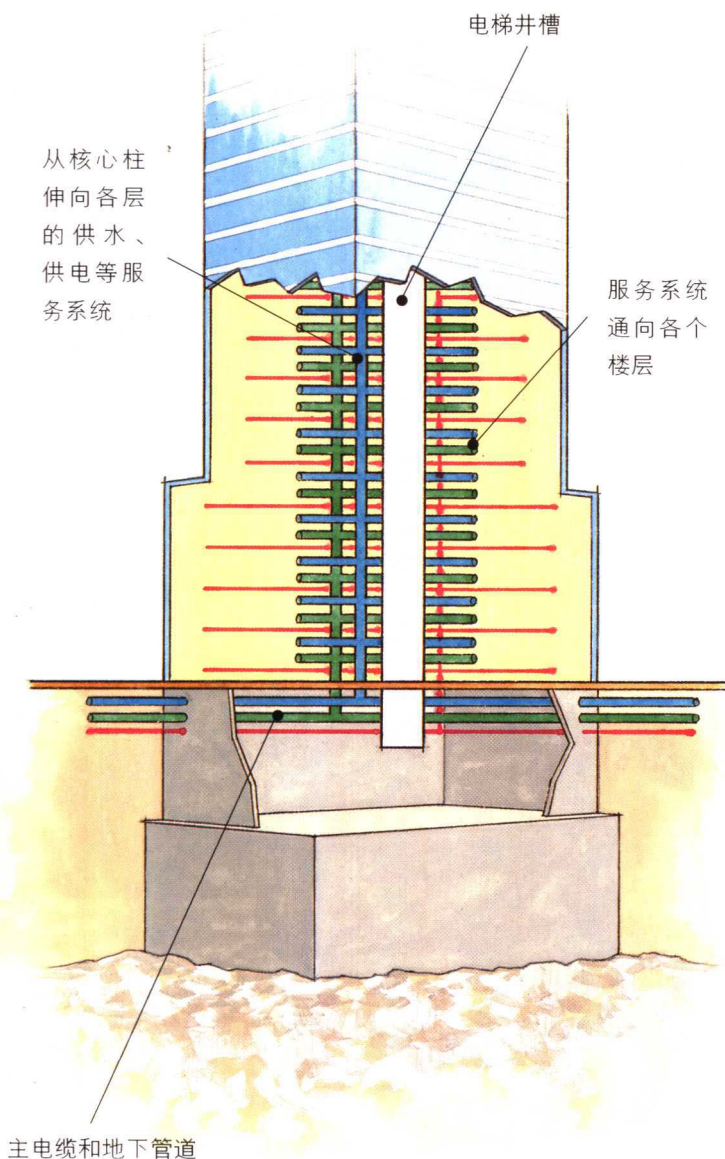 电梯井槽
从核心柱
伸向各层
的供水、
供电等服
务系统
服务系统
通向各个
楼层
主电缆和地下管道